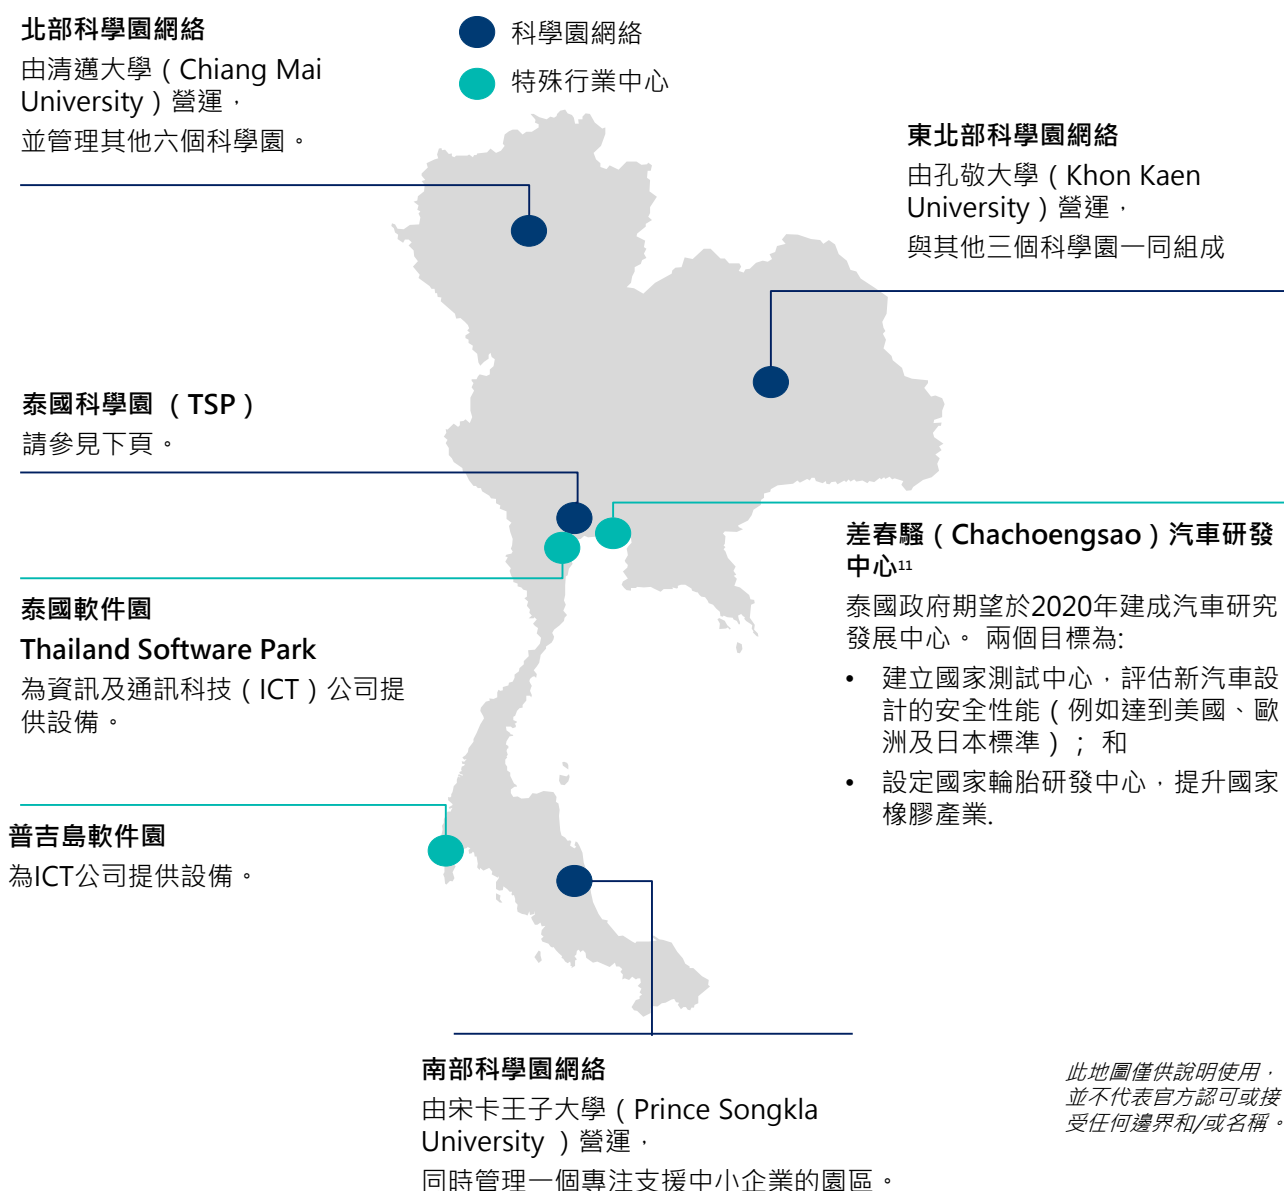 北部科學園網絡
由清邁大學（Chiang Mai
University）營運，
並管理其他六個科學園。
科學園網絡
特殊行業中心
東北部科學園網絡
由孔敬大學（Khon Kaen
University）營運，
與其他三個科學園一同組成
泰國科學園 （TSP）
請參見下頁。
差春騷（Chachoengsao）汽車研發
中心11
泰國政府期望於2020年建成汽車研究
發展中心。 兩個目標為:
• 建立國家測試中心，評估新汽車設
計的安全性能（例如達到美國、歐
洲及日本標準）； 和
• 設定國家輪胎研發中心，提升國家
橡膠產業.
泰國軟件園
Thailand Software Park
為資訊及通訊科技（ICT）公司提
供設備。
普吉島軟件園
為ICT公司提供設備。
南部科學園網絡
由宋卡王子大學（Prince Songkla
University ）營運，
同時管理一個專注支援中小企業的園區。
此地圖僅供說明使用，
並不代表官方認可或接
受任何邊界和/或名稱。